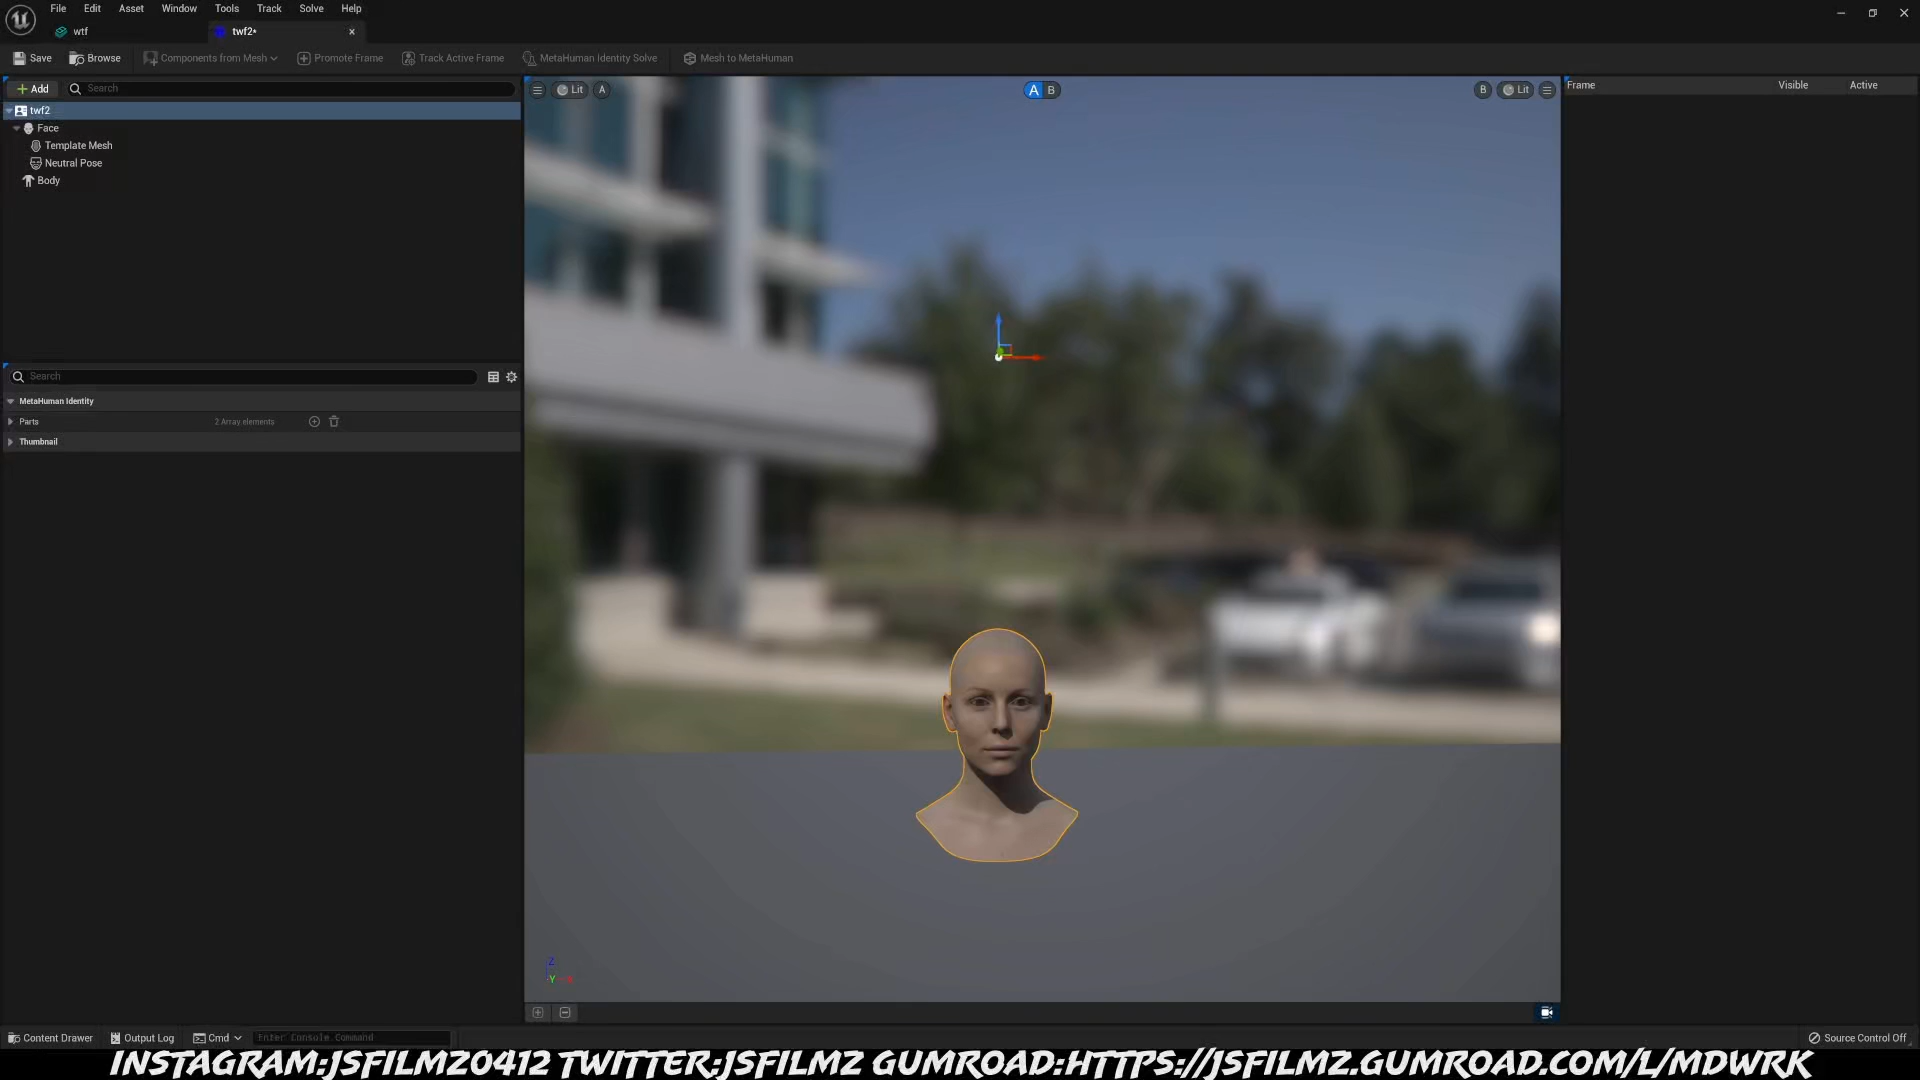 File Edit Asset Window Tools Track Solve Help
wtf
twf2*
Save Browse Components from Mesh Promote Frame Track Active Frame MetaHuman Identity Solve Mesh to MetaHuman
Add Search
twf2
Face
Template Mesh
Neutral Pose
Body
Search
MetaHuman Identity
Parts 2 Array elements
Thumbnail
Lit A
A B
B Lit
Z
Y X
Frame Visible Active
Content Drawer Output Log Cmd Enter Console Command Source Control Off
INSTAGRAM:JSFILMZ0412 TWITTER:JSFILMZ GUMROAD:HTTPS://JSFILMZ.GUMROAD.COM/L/MDWRK